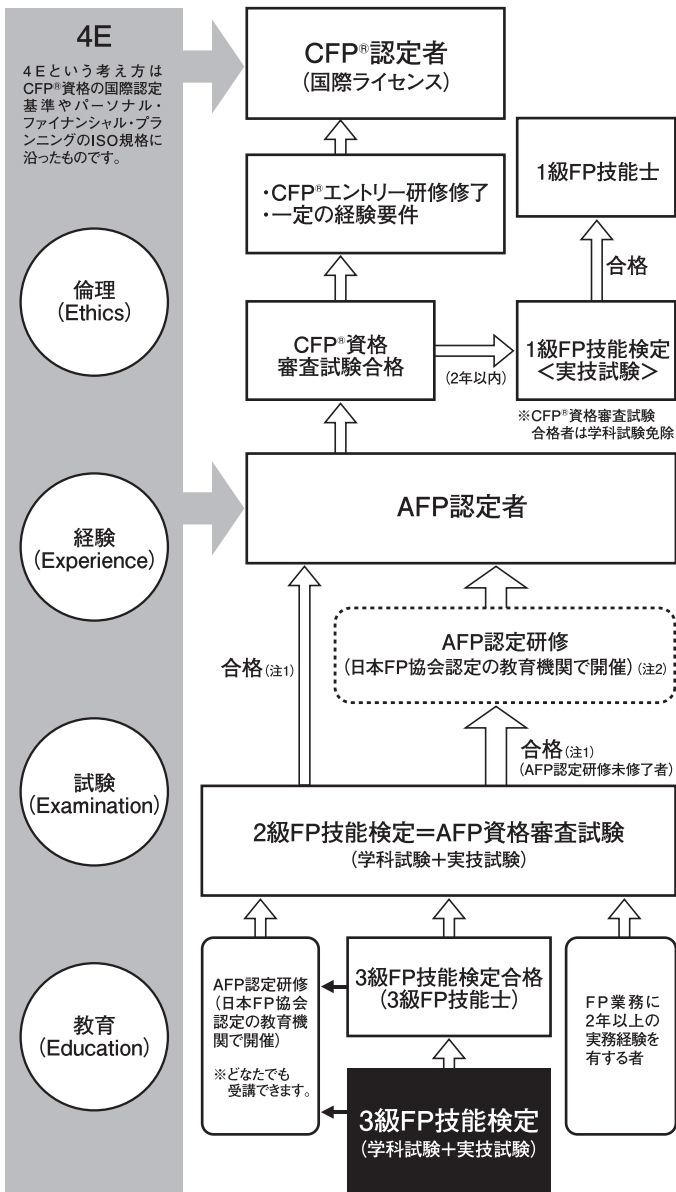 4E
4Eという考え方は
CFP®資格の国際認定
基準やパーソナル・
ファイナンシャル・プラ
ンニングのISO規格に
沿ったものです。
倫理
(Ethics)
経験
(Experience)
試験
(Examination)
教育
(Education)
CFP®認定者
(国際ライセンス)
・CFP®エントリー研修修了
・一定の経験要件
1級FP技能士
合格
CFP®資格
審査試験合格
(2年以内)
1級FP技能検定
＜実技試験＞
※CFP®資格審査試験
合格者は学科試験免除
AFP認定者
合格(注1)
AFP認定研修
(日本FP協会認定の教育機関で開催)(注2)
合格(注1)
(AFP認定研修未修了者)
2級FP技能検定＝AFP資格審査試験
(学科試験＋実技試験)
AFP認定研修
(日本FP協会
認定の教育機
関で開催)
※どなたでも
受講できます。
3級FP技能検定合格
(3級FP技能士)
FP業務に
2年以上の
実務経験を
有する者
3級FP技能検定
(学科試験＋実技試験)